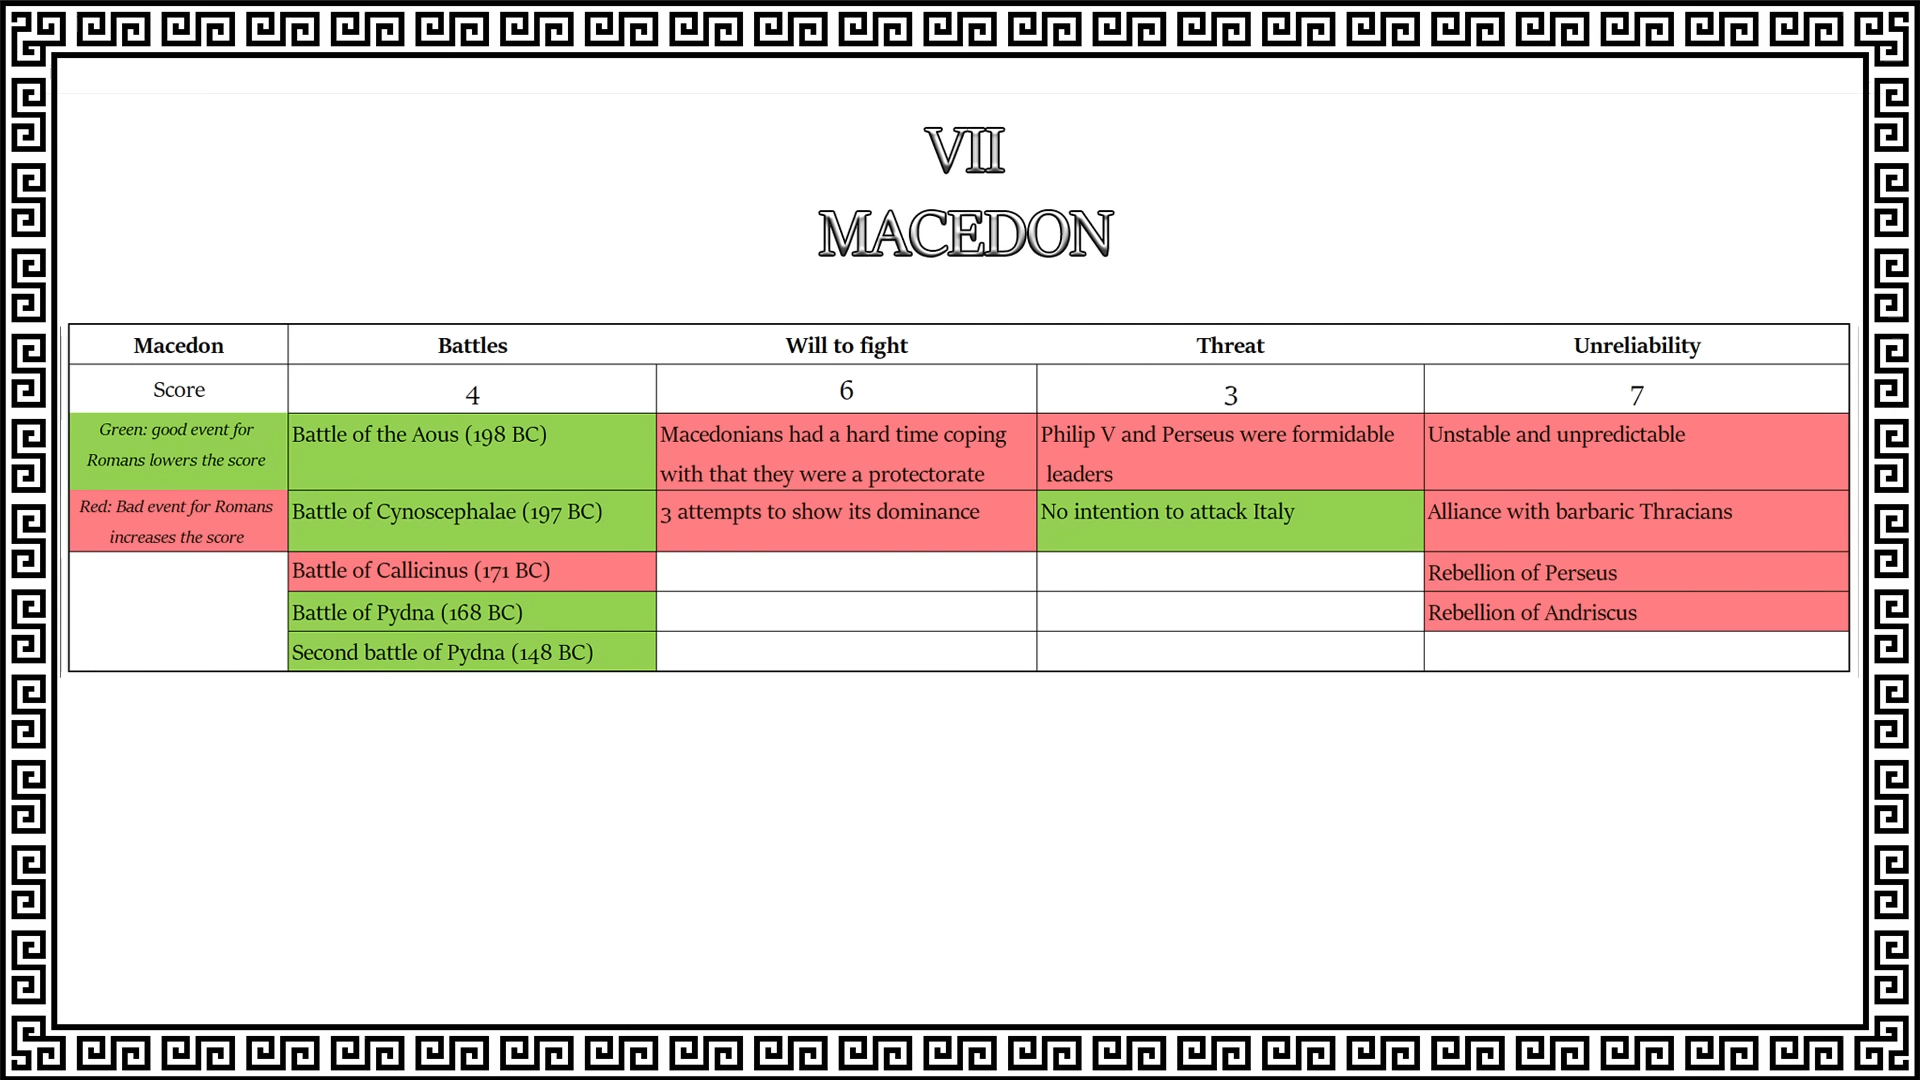 VII
MACEDON
Macedon Battles Will to fight Threat Unreliability
Score 4 6 3 7
Green: good event for
Romans lowers the score
Battle of the Aous (198 BC)
Macedonians had a hard time coping
with that they were a protectorate
Philip V and Perseus were formidable
leaders
Unstable and unpredictable
Red: Bad event for Romans
increases the score
Battle of Cynoscephalae (197 BC)
3 attempts to show its dominance
No intention to attack Italy
Alliance with barbaric Thracians
Battle of Callicinus (171 BC)
Rebellion of Perseus
Battle of Pydna (168 BC)
Rebellion of Andriscus
Second battle of Pydna (148 BC)